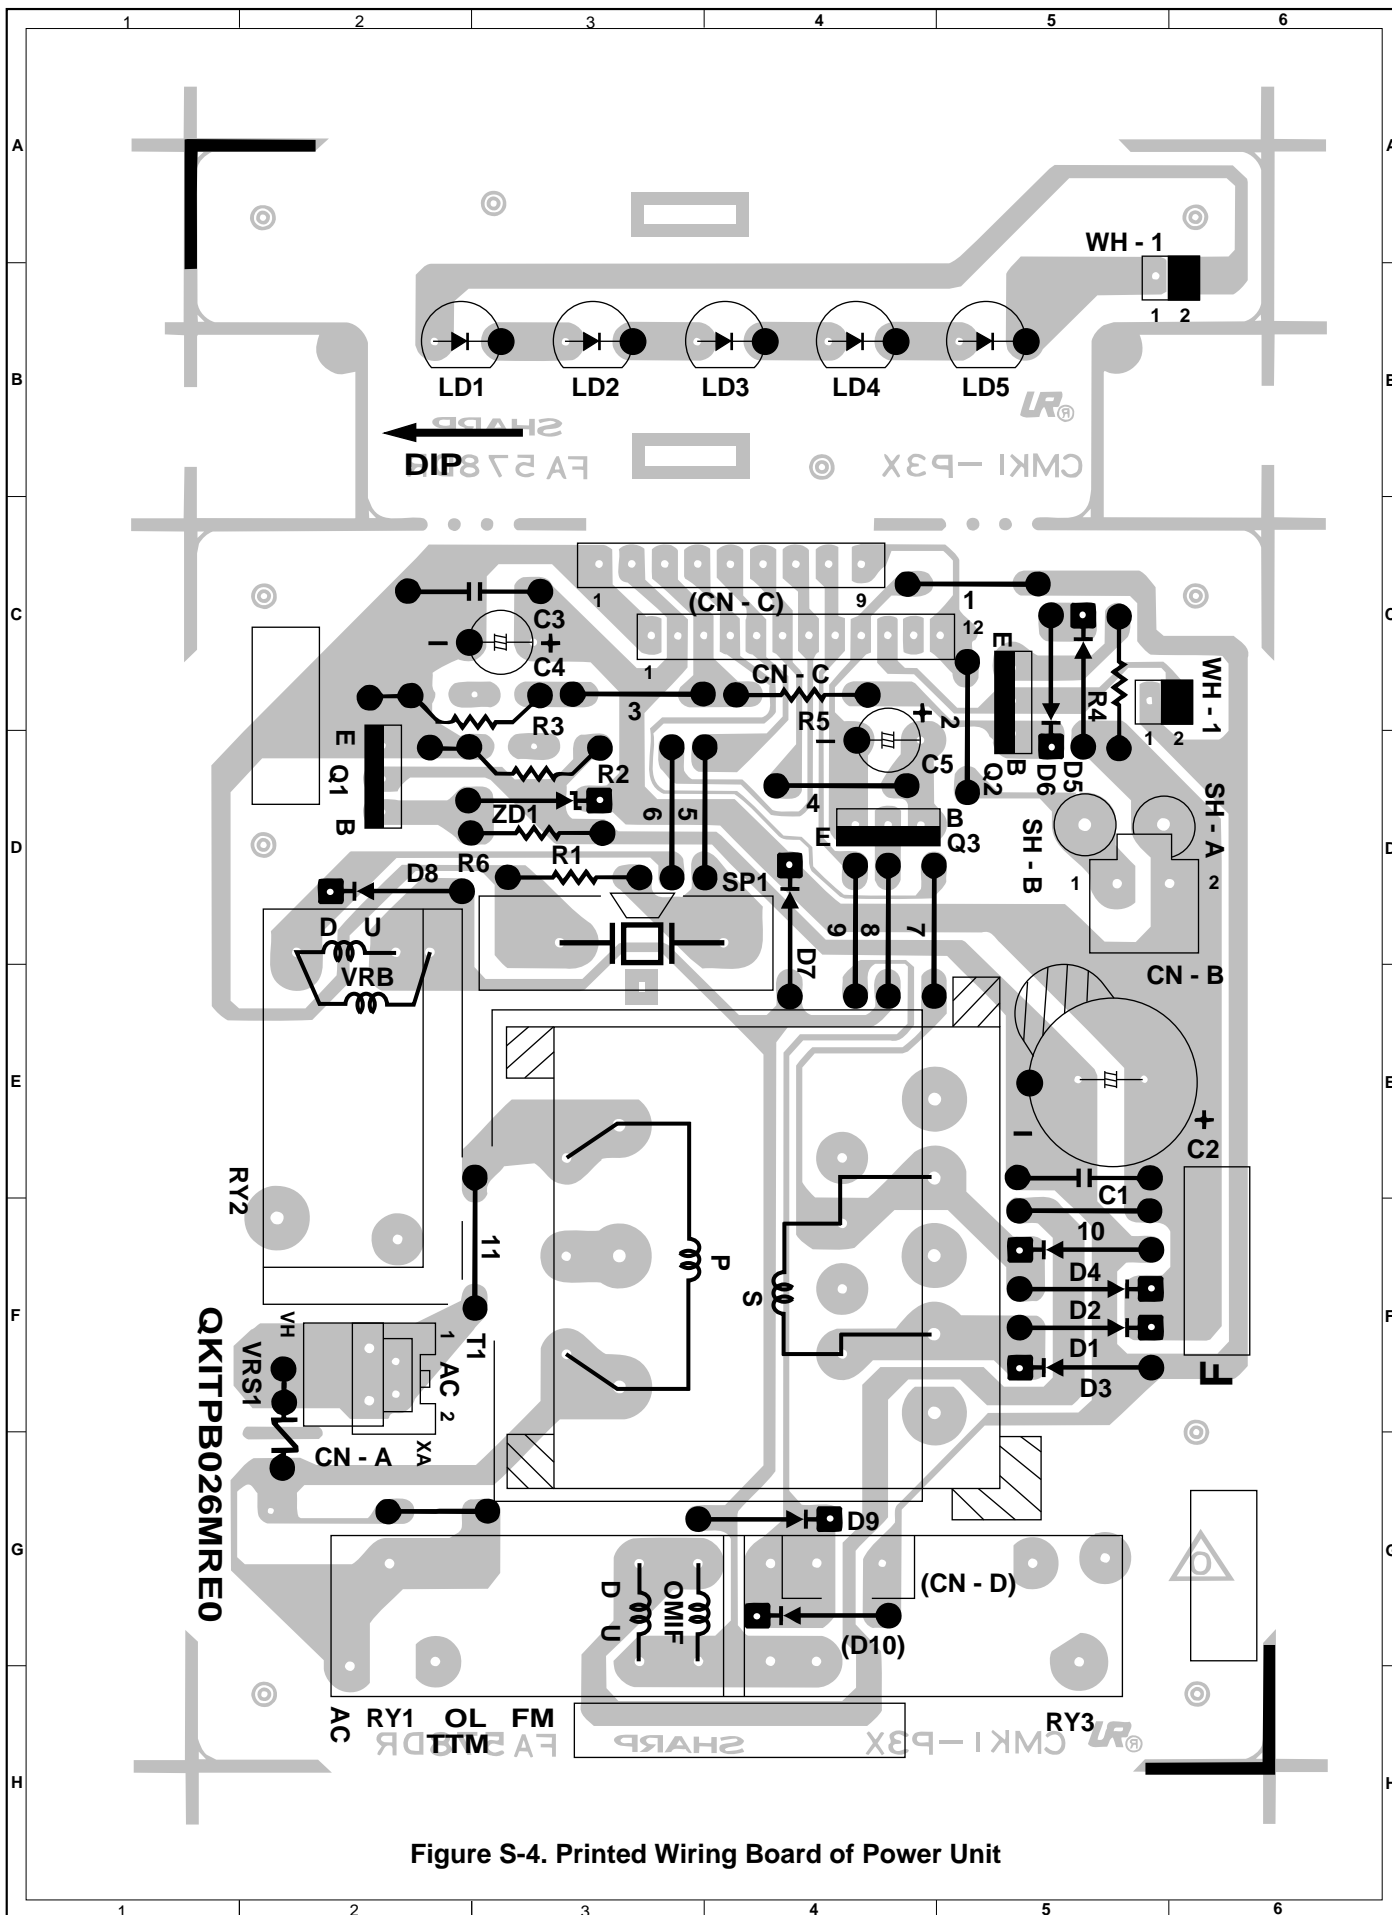 1 2 3 4 5 6
A A
WH - 1
1 2
B B
LD1 LD2 LD3 LD4 LD5
UR®
SHARP
DIP
FA578DR
CMKI-P3X
C C
1 (CN - C) 9
1
C3
12
E
C4
1
CN - C
WH - 1
R3
3
R5
2
R4
1 2
E
Q1
B
R2
C5
Q2
B
D6
D5
ZD1
6
5
4
B
E
Q3
SH - A
SH - B
D D
R6
R1
D8
SP1
1 2
D U
VRB
9
8
7
D7
CN - B
E E
C2
RY2
C1
10
11
P
S
D4
D2
D1
D3
F
F F
QKITPB026MRE0
VH
VRS1
1
AC
2
T1
CN - A
XA
D9
G G
(CN - D)
D U
OMIF
(D10)
AC
RY1
OL
FM
TTM
RY3
FA578DR
SHARP
CMKI-P3X
UR®
H H
Figure S-4. Printed Wiring Board of Power Unit
1 2 3 4 5 6